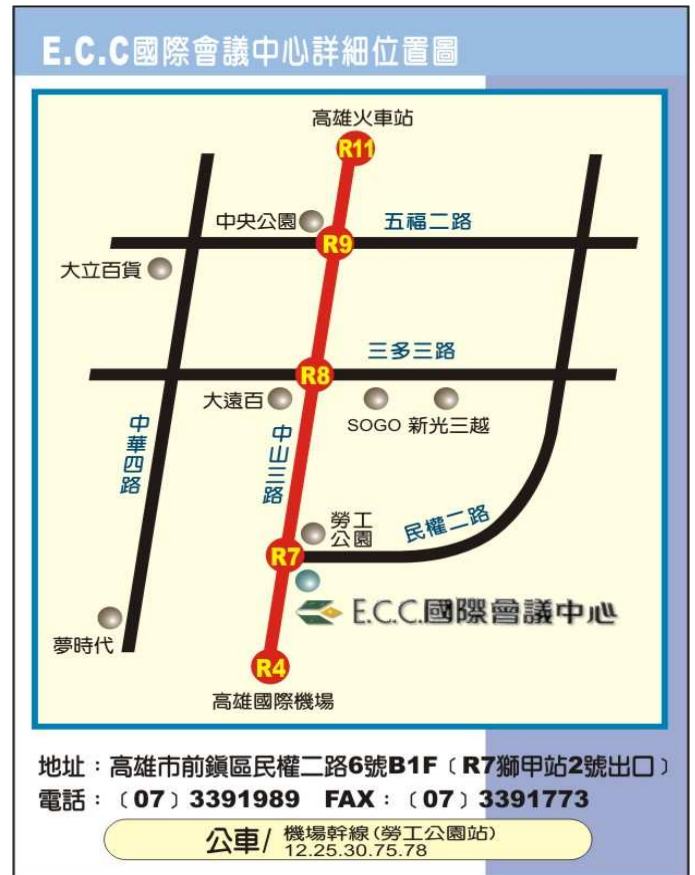 E.C.C國際會議中心詳細位置圖
高雄火車站
R11
中央公園
五福二路
R9
大立百貨
三多三路
R8
大遠百
SOGO 新光三越
中華四路
中山三路
勞工
公園
民權二路
R7
E.C.C.國際會議中心
夢時代
R4
高雄國際機場
地址：高雄市前鎮區民權二路6號B1F（R7獅甲站2號出口）
電話：（07）3391989 FAX：（07）3391773
公車/ 機場幹線(勞工公園站)
12.25.30.75.78